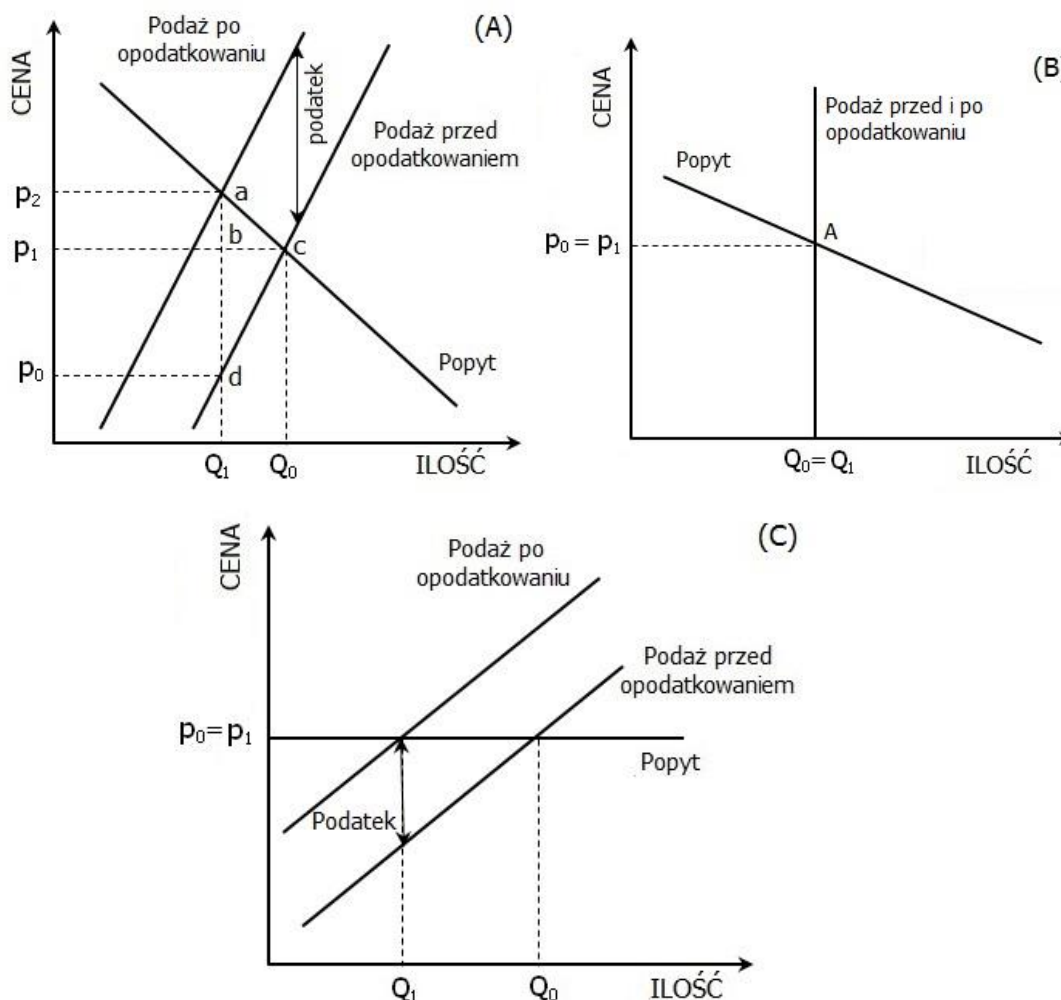 (A)
Podaż po
opodatkowaniu
CENA
podatek
Podaż przed
opodatkowaniem
p₂
a
b
p₁
c
p₀
d
Popyt
Q₁
Q₀
ILOŚĆ
(B)
CENA
Podaż przed i po
opodatkowaniu
Popyt
p₀ = p₁
A
Q₀= Q₁
ILOŚĆ
(C)
CENA
Podaż po
opodatkowaniu
Podaż przed
opodatkowaniem
p₀= p₁
Popyt
Podatek
Q₁
Q₀
ILOŚĆ